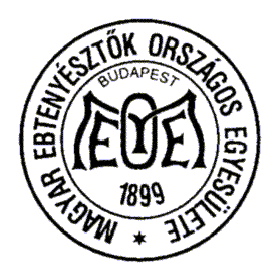 MAGYAR EBTENYÉSZTŐK ORSZÁGOS EGYESÜLETE
BUDAPEST
MEOE
1899